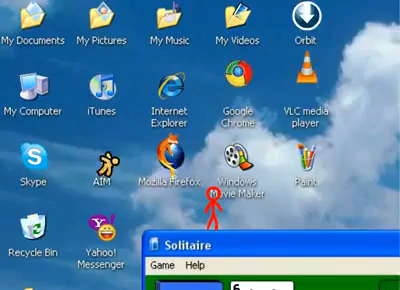 My Documents
My Pictures
My Music
My Videos
Orbit
My Computer
iTunes
Internet
Explorer
Google
Chrome
VLC media
player
Skype
AIM
Mozilla Firefox
Windows
Movie Maker
Paint
Recycle Bin
Yahoo!
Messenger
Solitaire
Game Help
6